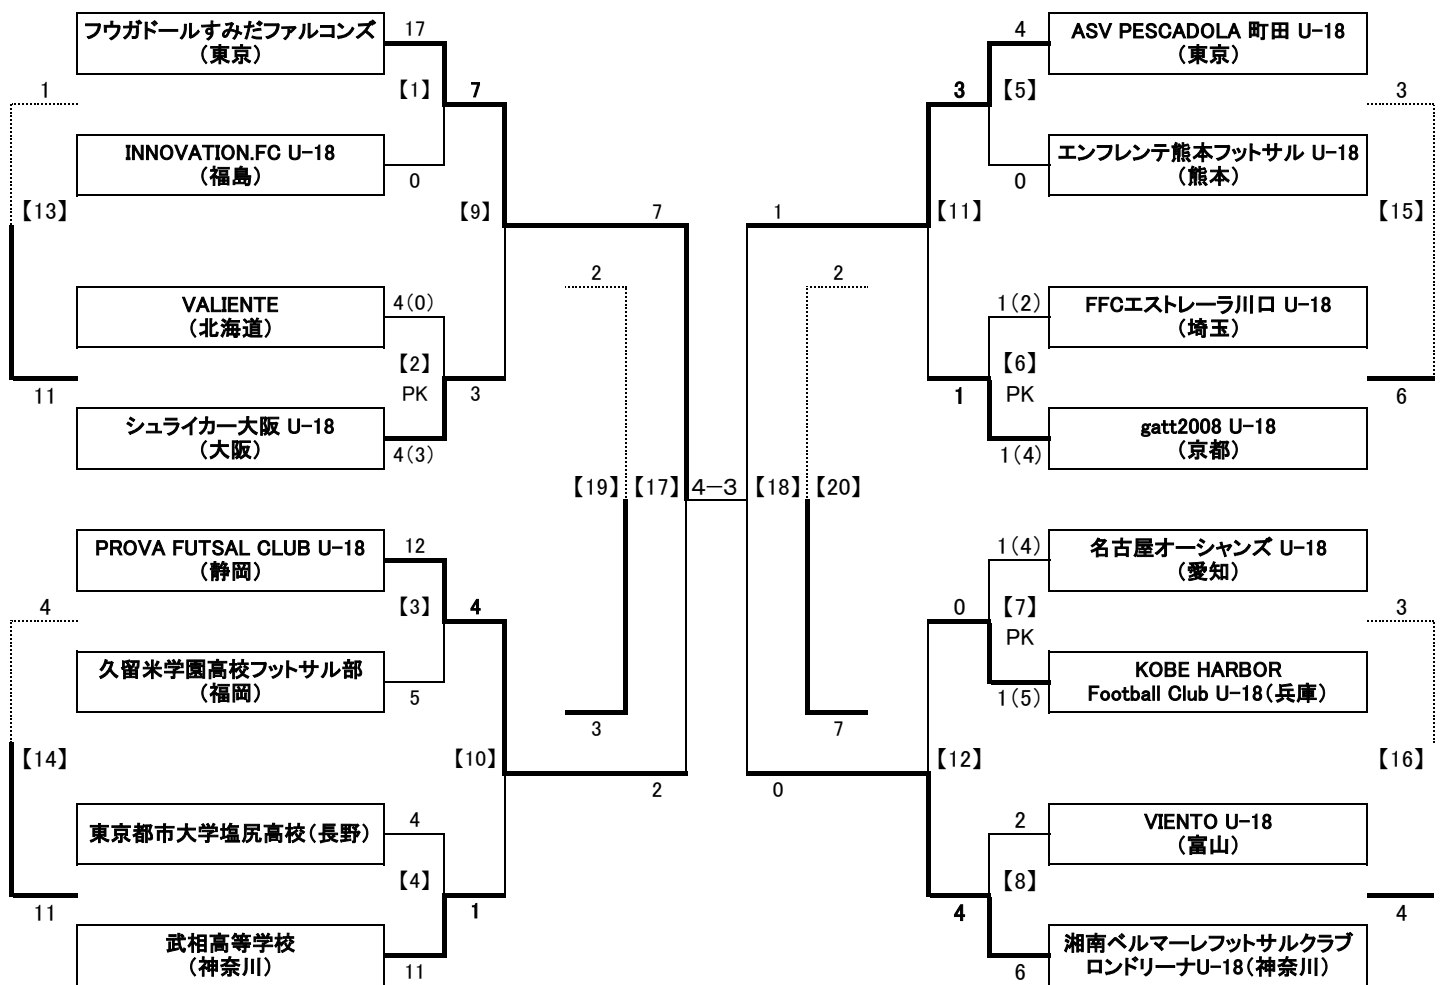 フウガドールすみだファルコンズ
（東京）
17
【1】
7
1
INNOVATION.FC U-18
（福島）
0
【13】
【9】
7
VALIENTE
（北海道）
4(0)
【2】
PK
3
11
シュライカー大阪 U-18
（大阪）
4(3)
2
【19】
【17】
4－3
PROVA FUTSAL CLUB U-18
（静岡）
12
【3】
4
4
久留米学園高校フットサル部
（福岡）
5
3
【14】
【10】
2
東京都市大学塩尻高校（長野）
4
【4】
1
11
武相高等学校
（神奈川）
11
4
ASV PESCADOLA 町田 U-18
（東京）
3
【5】
3
エンフレンテ熊本フットサル U-18
（熊本）
0
1
【11】
【15】
2
1(2)
FFCエストレーラ川口 U-18
（埼玉）
【6】
PK
1
6
gatt2008 U-18
（京都）
1(4)
【18】
【20】
1(4)
名古屋オーシャンズ U-18
（愛知）
0
【7】
PK
3
KOBE HARBOR
Football Club U-18（兵庫）
1(5)
7
【12】
【16】
0
2
VIENTO U-18
（富山）
【8】
4
4
湘南ベルマーレフットサルクラブ
ロンドリーナU-18（神奈川）
6